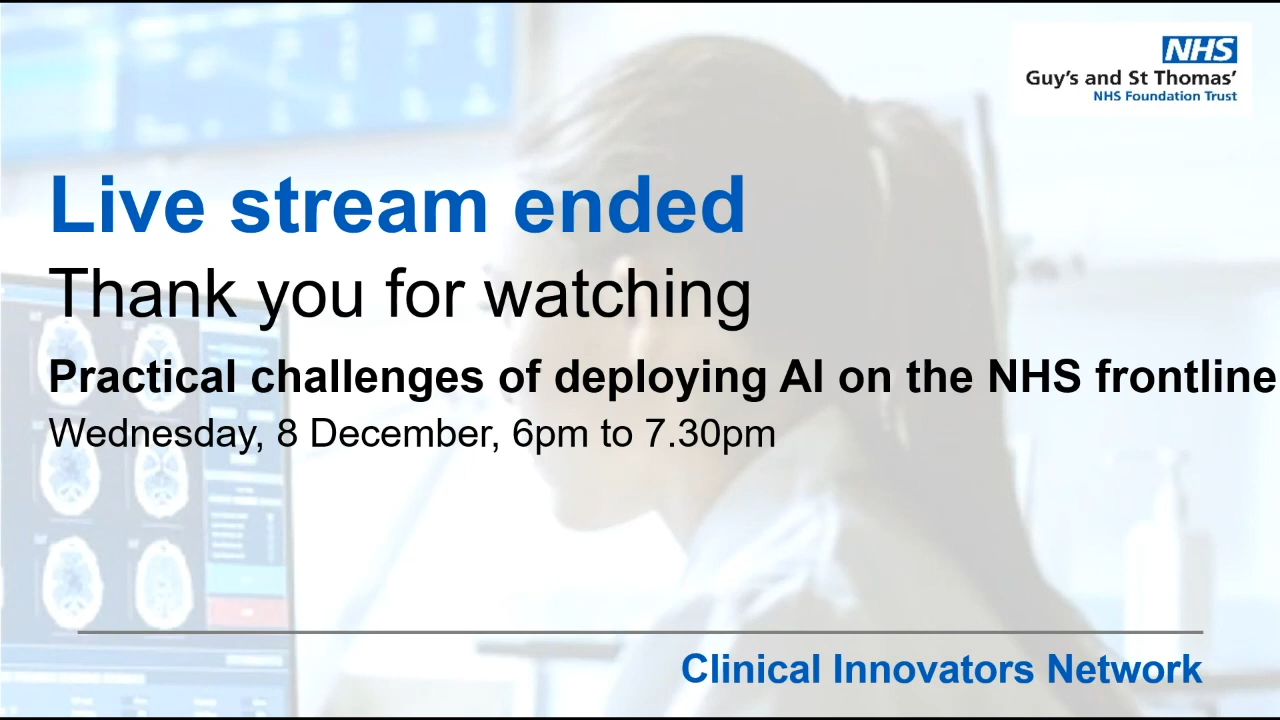 NHS
Guy's and St Thomas'
NHS Foundation Trust
Live stream ended
Thank you for watching
Practical challenges of deploying AI on the NHS frontline
Wednesday, 8 December, 6pm to 7.30pm
Clinical Innovators Network